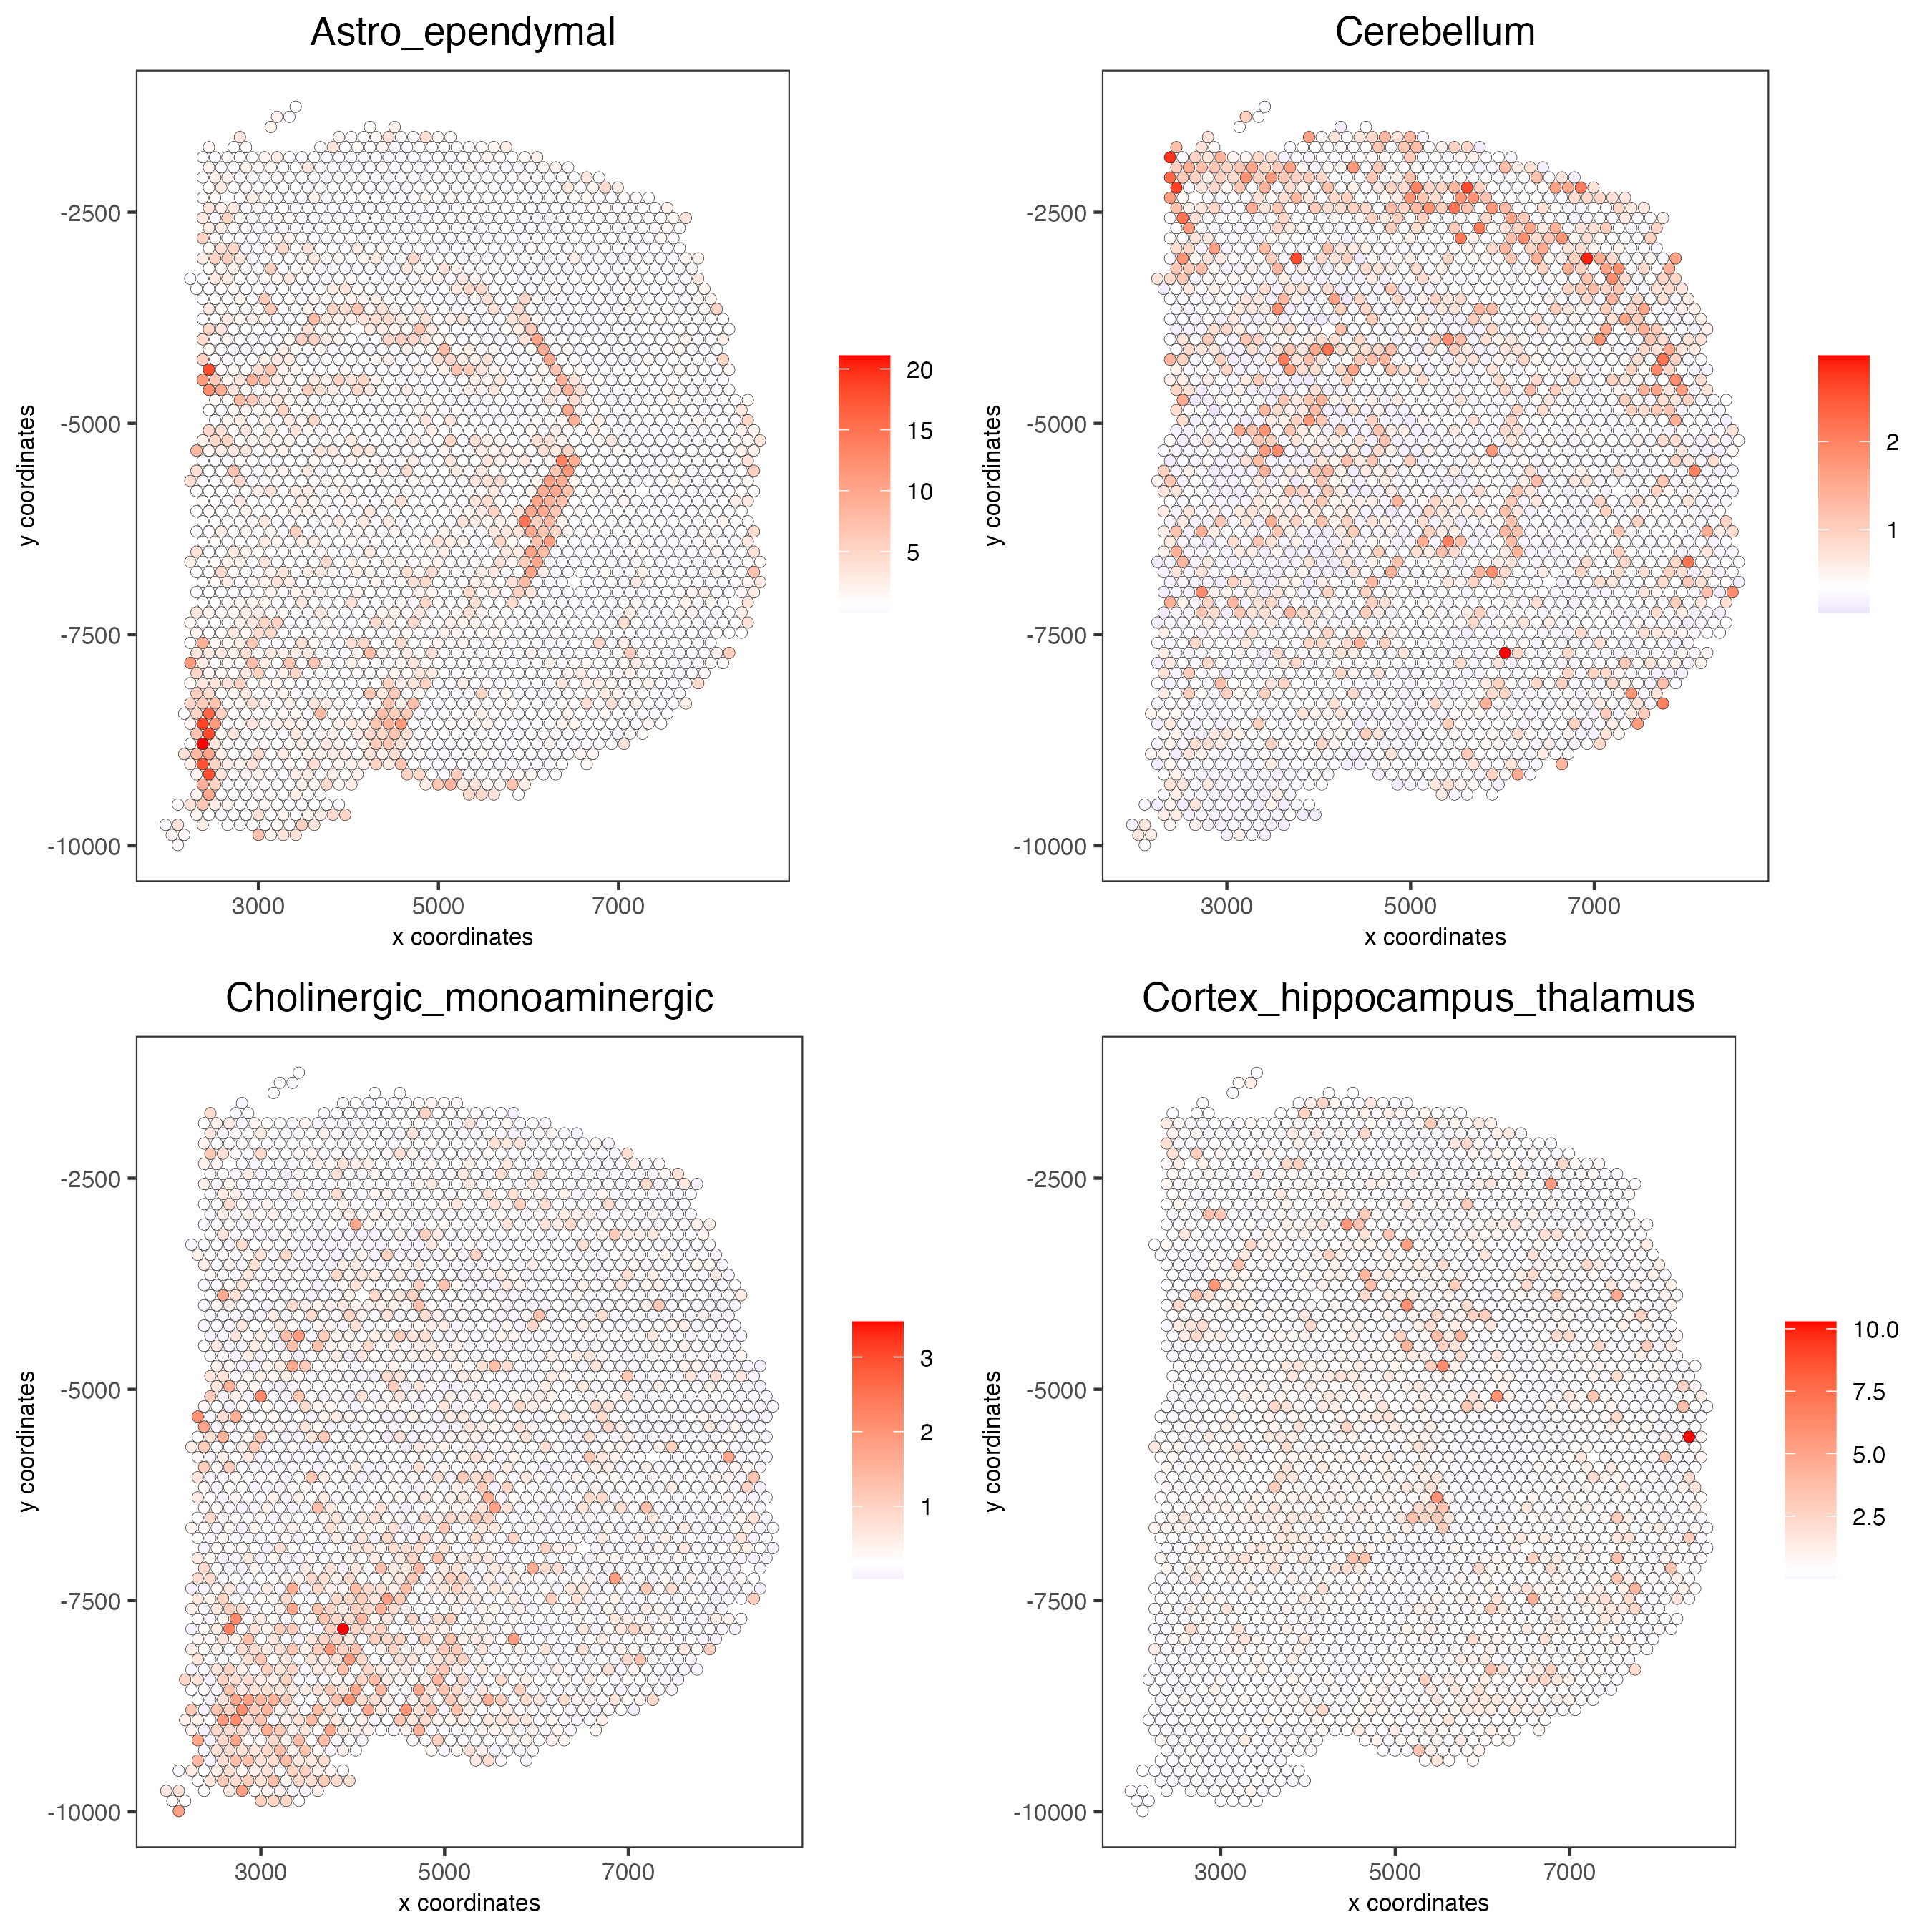 Astro_ependymal
y coordinates
-2500
-5000
-7500
-10000
3000 5000 7000
x coordinates
20
15
10
5
Cerebellum
y coordinates
-2500
-5000
-7500
-10000
3000 5000 7000
x coordinates
2
1
Cholinergic_monoaminergic
y coordinates
-2500
-5000
-7500
-10000
3000 5000 7000
x coordinates
3
2
1
Cortex_hippocampus_thalamus
y coordinates
-2500
-5000
-7500
-10000
3000 5000 7000
x coordinates
10.0
7.5
5.0
2.5